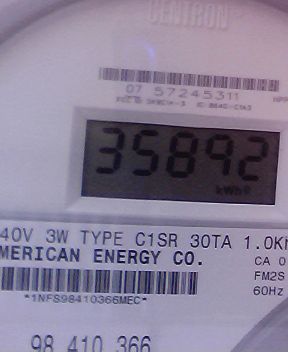 CENTRON
07 57245311
35892
kWh
40V 3W TYPE C1SR 30TA 1.0Kh
MERICAN ENERGY CO.
CA 0
FM2S
60Hz
*1NFS98410366MEC*
98 410 366